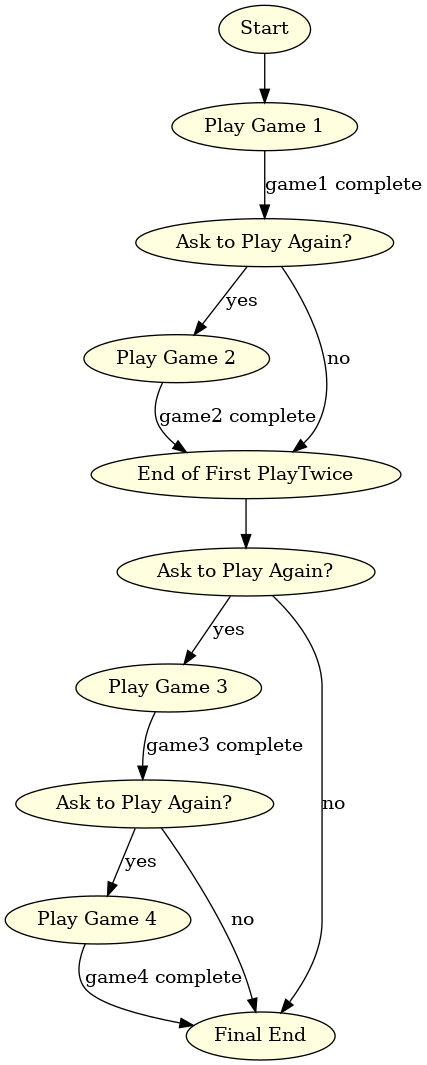 Start
Play Game 1
game1 complete
Ask to Play Again?
yes
Play Game 2
no
game2 complete
End of First PlayTwice
Ask to Play Again?
yes
Play Game 3
game3 complete
Ask to Play Again?
no
yes
Play Game 4
no
game4 complete
Final End